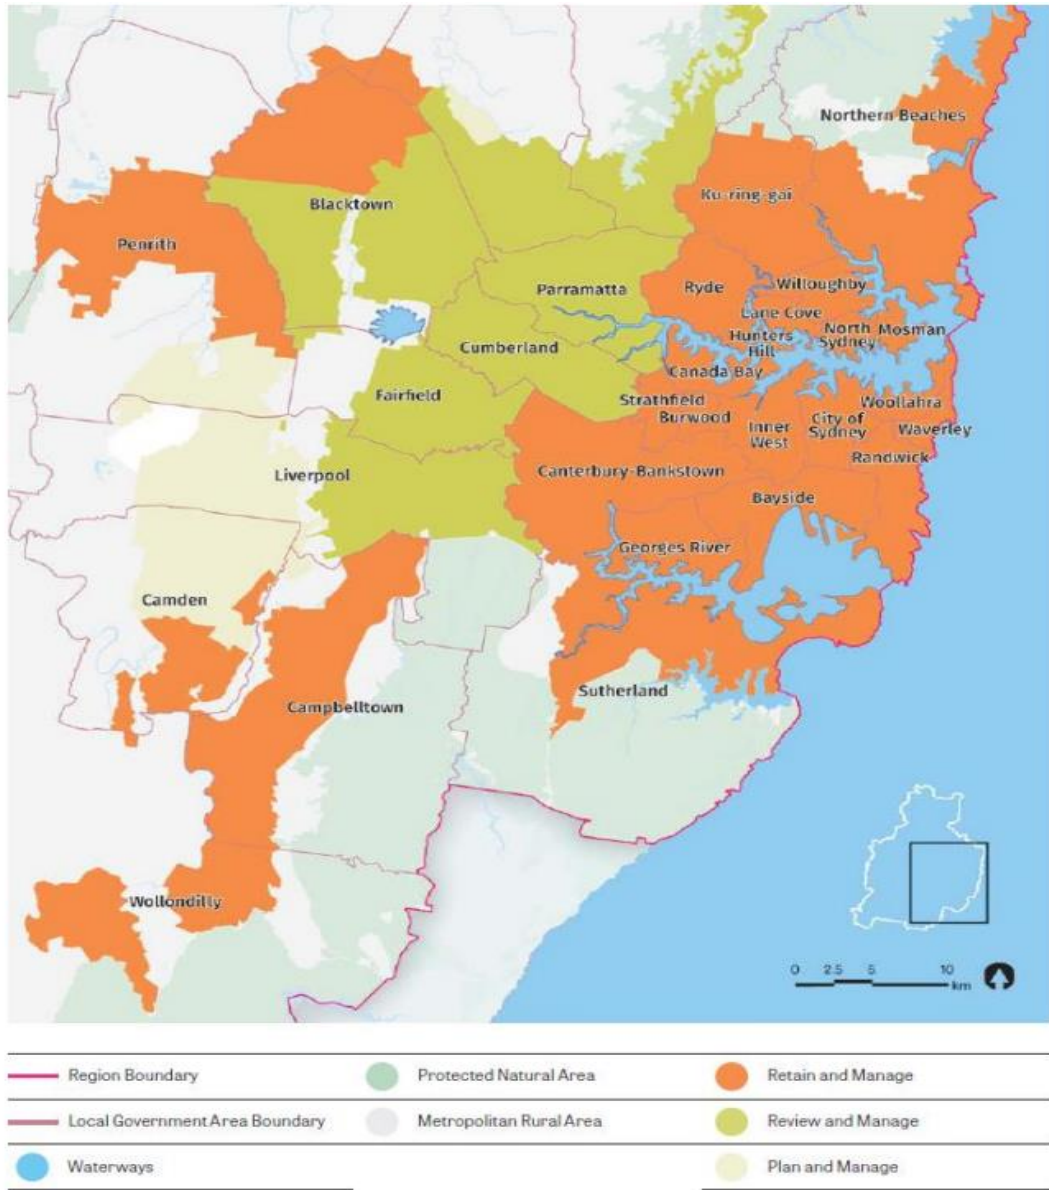 Northern Beaches
Ku-ring-gai
Blacktown
Penrith
Parramatta
Ryde
Willoughby
Lane Cove
Hunters
Hill
North
Sydney
Mosman
Cumberland
Canada Bay
Fairfield
Strathfield
Burwood
Inner
West
City of
Sydney
Woollahra
Waverley
Randwick
Liverpool
Canterbury-Bankstown
Bayside
Georges River
Camden
Sutherland
Campbelltown
Wollondilly
0 2.5 5 10
km
Region Boundary
Protected Natural Area
Retain and Manage
Local Government Area Boundary
Metropolitan Rural Area
Review and Manage
Waterways
Plan and Manage